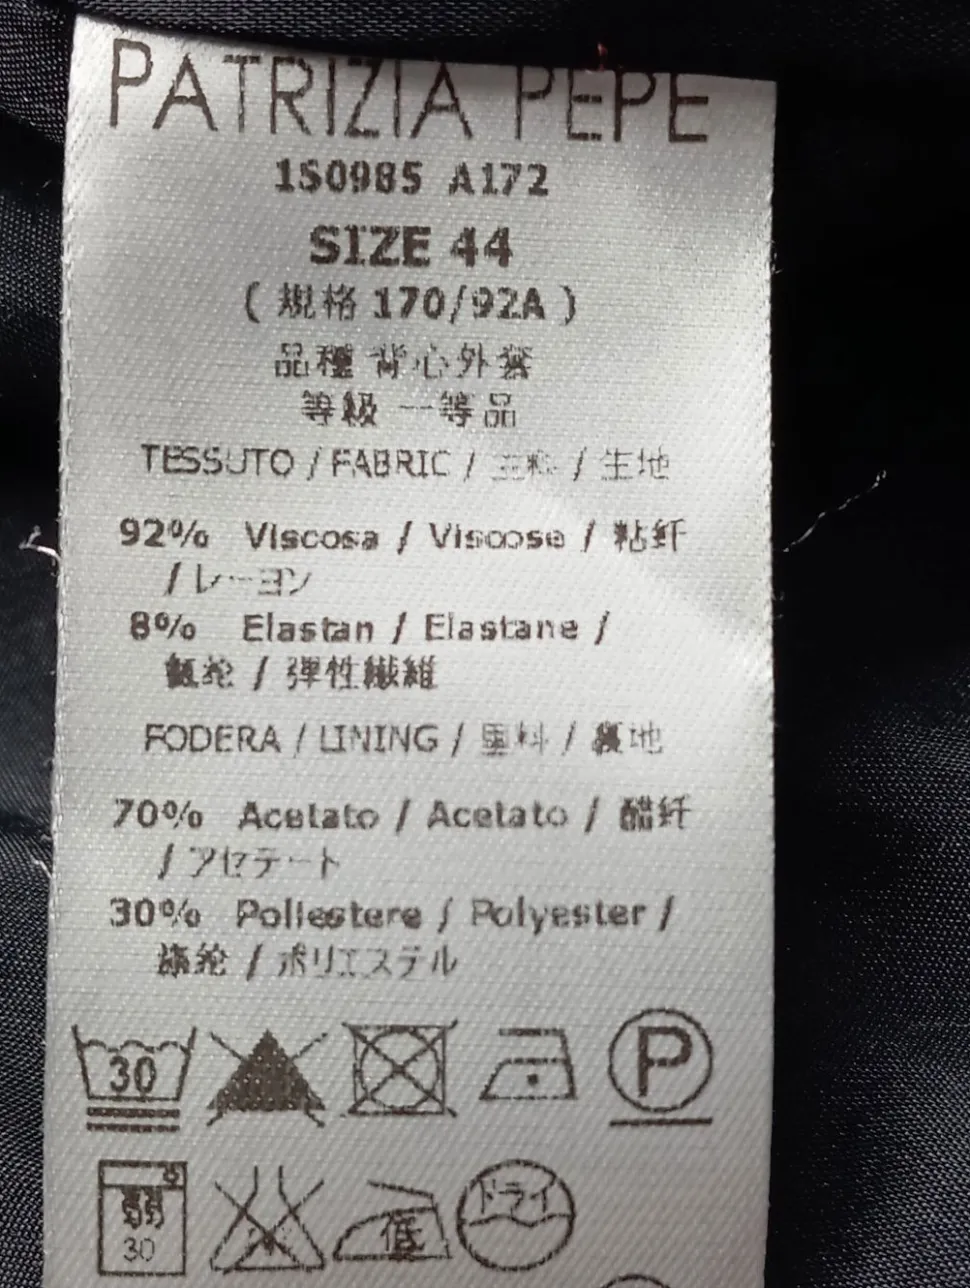 PATRIZIA PEPE
1S0985 A172
SIZE 44
( 規格 170/92A )
品種 背心外套
等級 一等品
TESSUTO / FABRIC / 主料 / 生地
92% Viscosa / Viscose / 粘纤
/ レーヨン
8% Elastan / Elastane /
氨纶 / 弾性繊維
FODERA / LINING / 里料 / 裏地
70% Acetato / Acetato / 醋纤
/ アセテート
30% Poliestere / Polyester /
涤纶 / ポリエステル
30 P
弱 低 ドライ
30